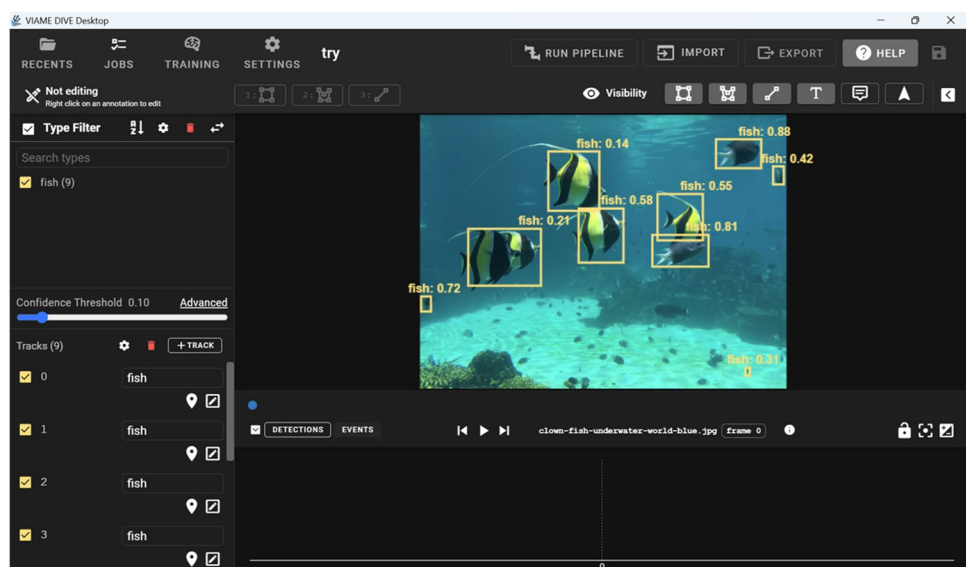 VIAME DIVE Desktop
RECENTS
JOBS
TRAINING
SETTINGS
try
RUN PIPELINE
IMPORT
EXPORT
HELP
Not editing
Right click on an annotation to edit
1:
2:
3:
Visibility
T
Type Filter
Search types
fish (9)
Confidence Threshold 0.10 Advanced
Tracks (9)
+ TRACK
0 fish
1 fish
2 fish
3 fish
fish: 0.88
fish: 0.14
fish: 0.42
fish: 0.55
fish: 0.58
fish: 0.21
fish: 0.81
fish: 0.72
fish: 0.31
DETECTIONS
EVENTS
clown-fish-underwater-world-blue.jpg frame 0
0